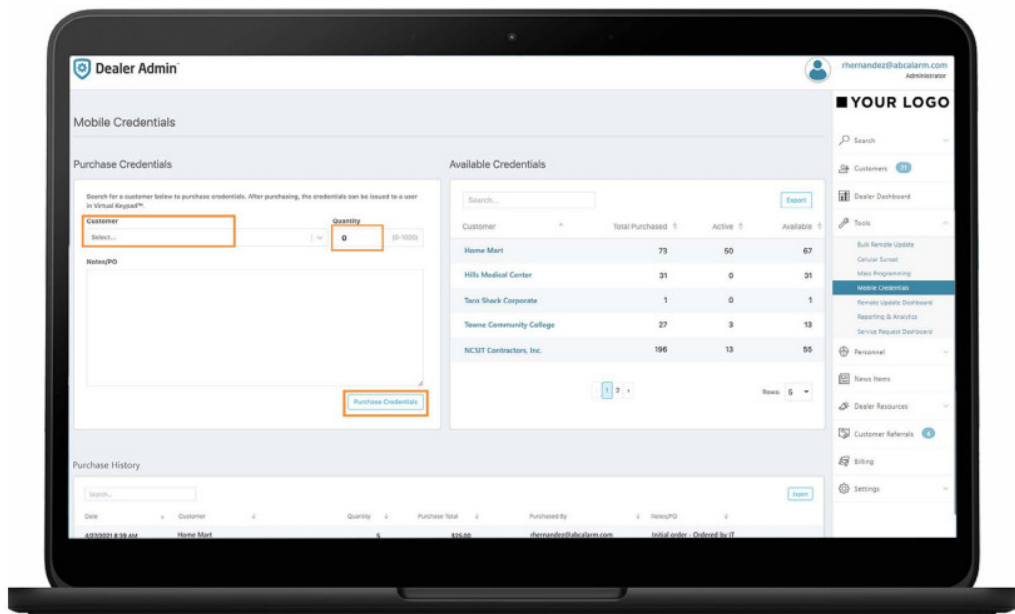 Dealer Admin
rhernandez@abcalarm.com
Administrator
YOUR LOGO
Mobile Credentials
Purchase Credentials
Search for a customer below to purchase credentials. After purchasing, the credentials can be issued to a user
in Virtual Keypad™.
Customer
Quantity
Select...
0
(0-1000)
Notes/PO
Purchase Credentials
Available Credentials
Search...
Export
Customer Total Purchased Active Available
Home Mart 73 50 67
Hills Medical Center 31 0 31
Taco Shack Corporate 1 0 1
Towne Community College 27 3 13
NCSIT Contractors, Inc. 196 13 55
1 2
Rows: 5
Purchase History
Search...
Export
Date Customer Quantity Purchase Total Purchased By Notes/PO
4/27/2021 8:39 AM Home Mart 5 $25.00 rhernandez@abcalarm.com Initial order - Ordered by IT
Search
Customers 21
Dealer Dashboard
Tools
Bulk Remote Update
Cellular Sunset
Mass Programming
Mobile Credentials
Remote Update Dashboard
Reporting & Analytics
Service Request Dashboard
Personnel
News Items
Dealer Resources
Customer Referrals
Billing
Settings